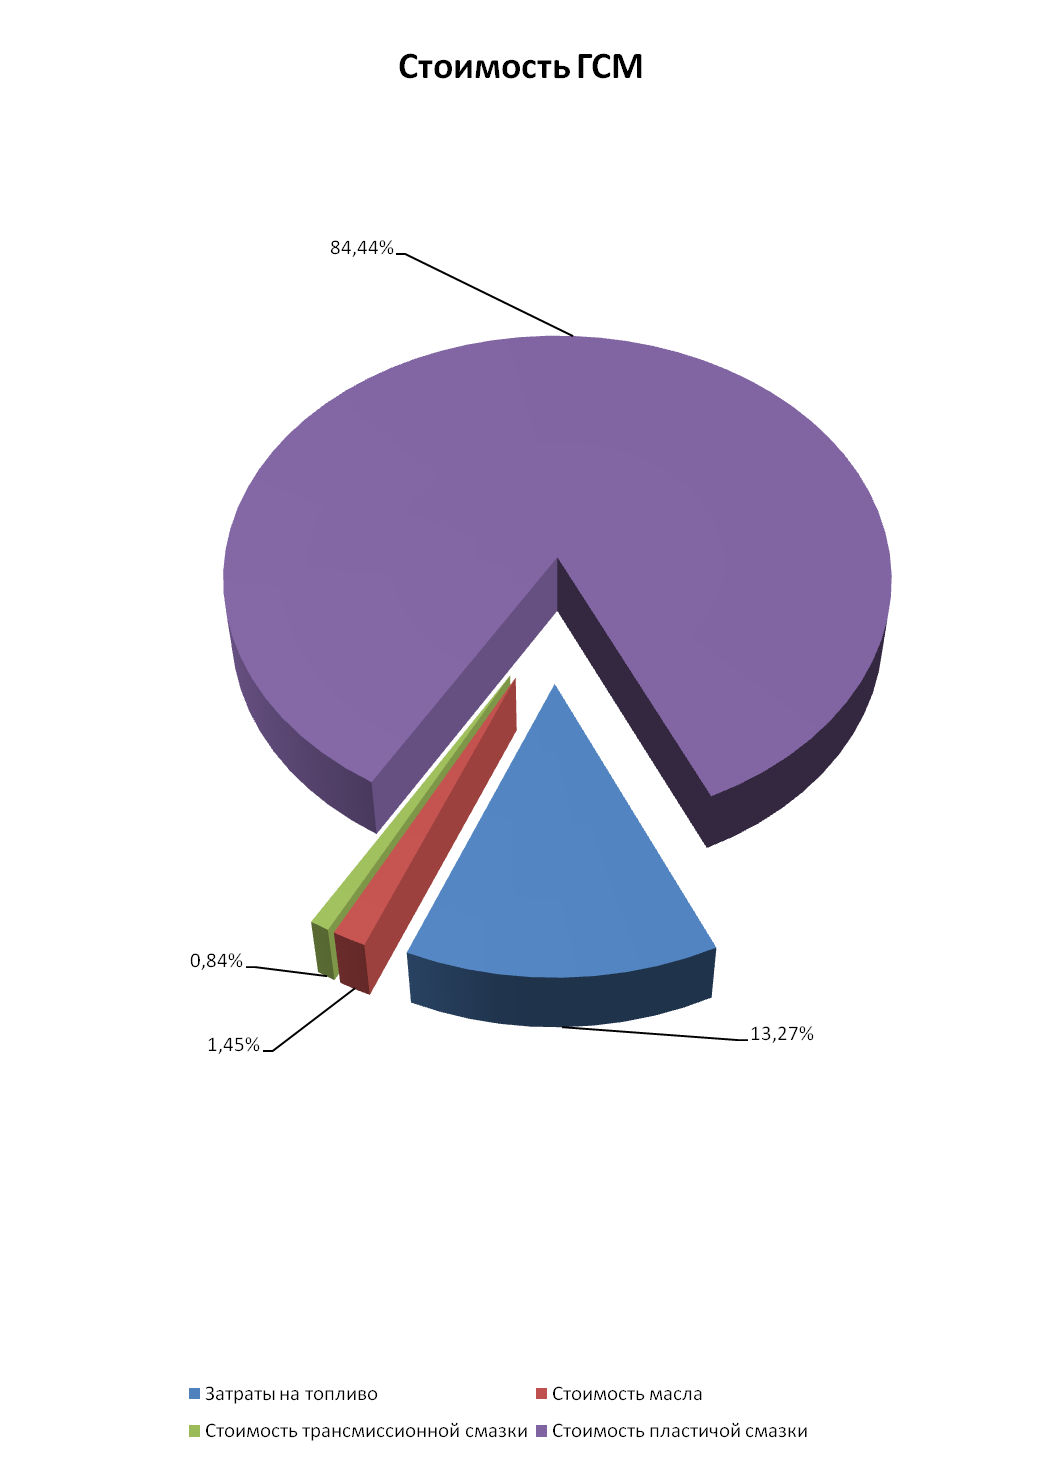 Стоимость ГСМ
84,44%
0,84%
1,45%
13,27%
Затраты на топливо
Стоимость масла
Стоимость трансмиссионной смазки
Стоимость пластичой смазки